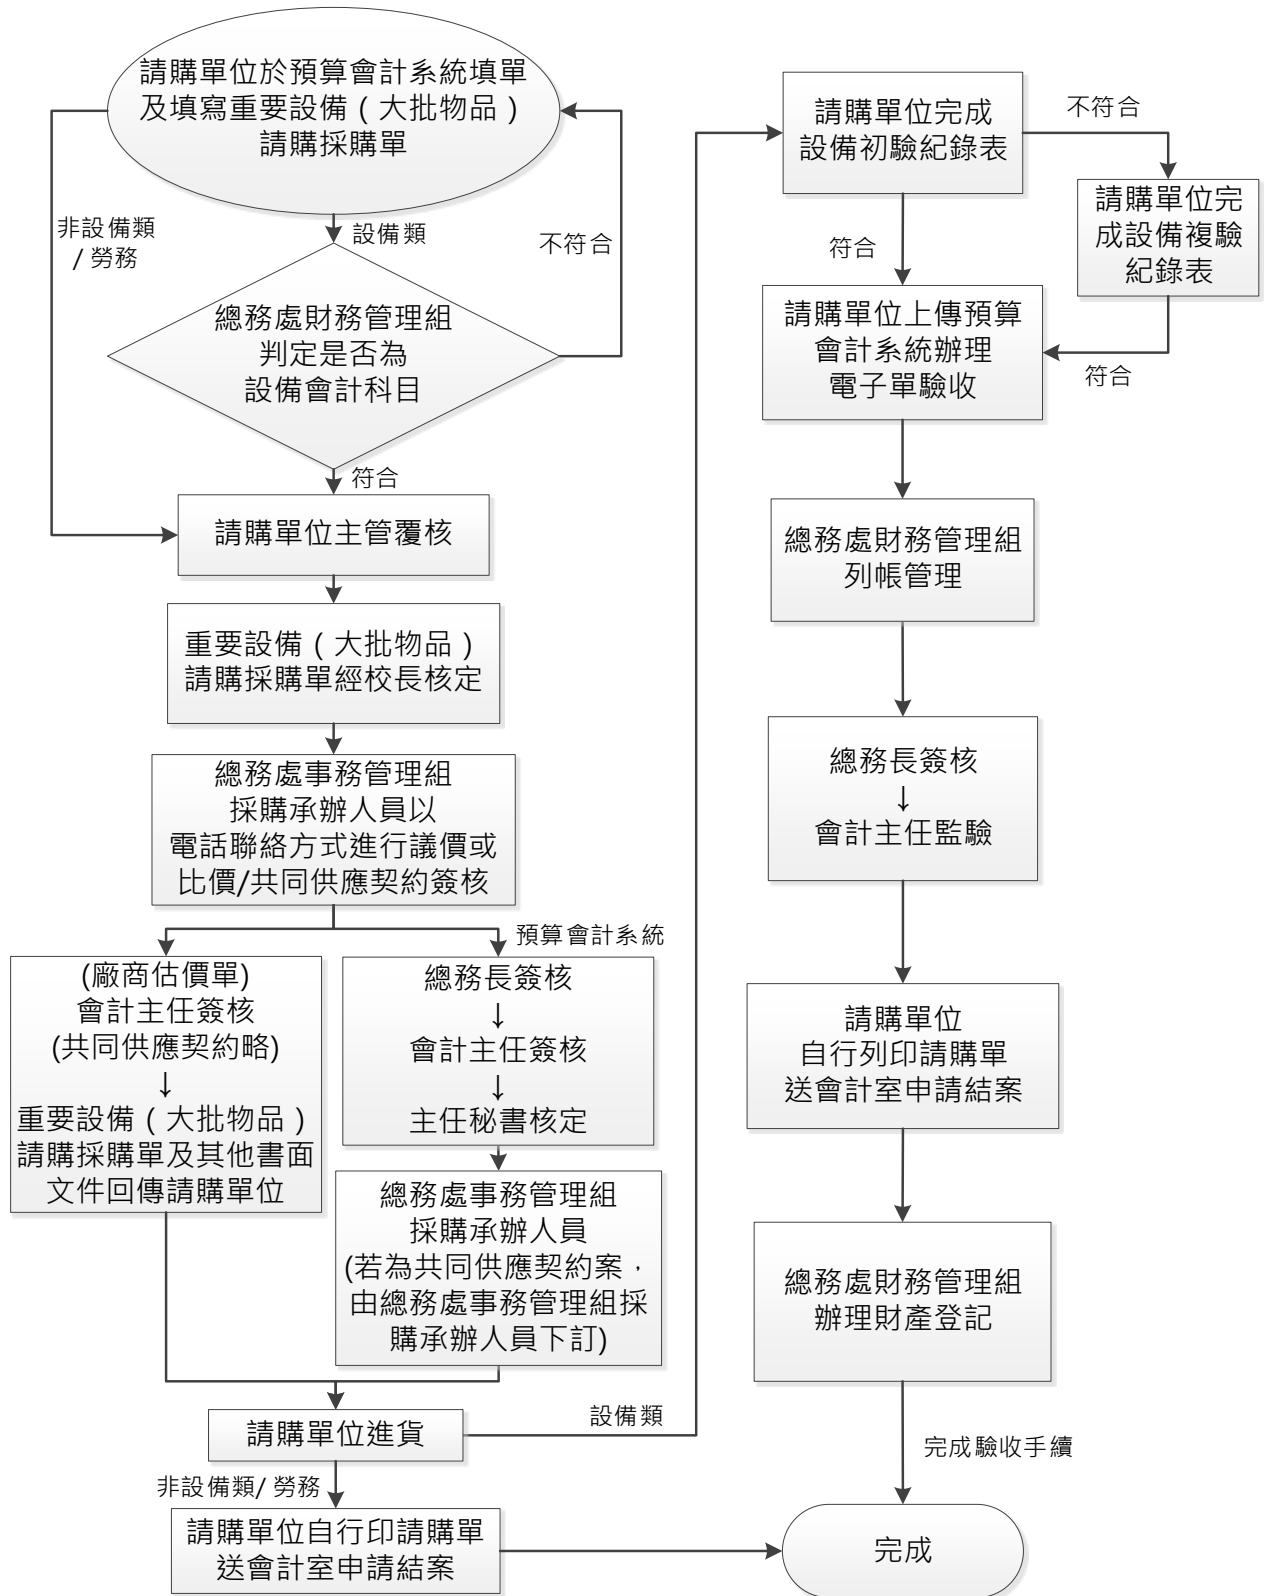 請購單位於預算會計系統填單
及填寫重要設備（大批物品）
請購採購單
非設備類
/ 勞務
設備類
不符合
總務處財務管理組
判定是否為
設備會計科目
符合
請購單位主管覆核
重要設備（大批物品）
請購採購單經校長核定
總務處事務管理組
採購承辦人員以
電話聯絡方式進行議價或
比價/共同供應契約簽核
預算會計系統
(廠商估價單)
會計主任簽核
(共同供應契約略)
↓
重要設備（大批物品）
請購採購單及其他書面
文件回傳請購單位
總務長簽核
↓
會計主任簽核
↓
主任秘書核定
總務處事務管理組
採購承辦人員
(若為共同供應契約案，
由總務處事務管理組採
購承辦人員下訂)
請購單位進貨
設備類
非設備類/ 勞務
請購單位自行印請購單
送會計室申請結案
請購單位完成
設備初驗紀錄表
不符合
請購單位完
成設備複驗
紀錄表
符合
符合
請購單位上傳預算
會計系統辦理
電子單驗收
總務處財務管理組
列帳管理
總務長簽核
↓
會計主任監驗
請購單位
自行列印請購單
送會計室申請結案
總務處財務管理組
辦理財產登記
完成驗收手續
完成